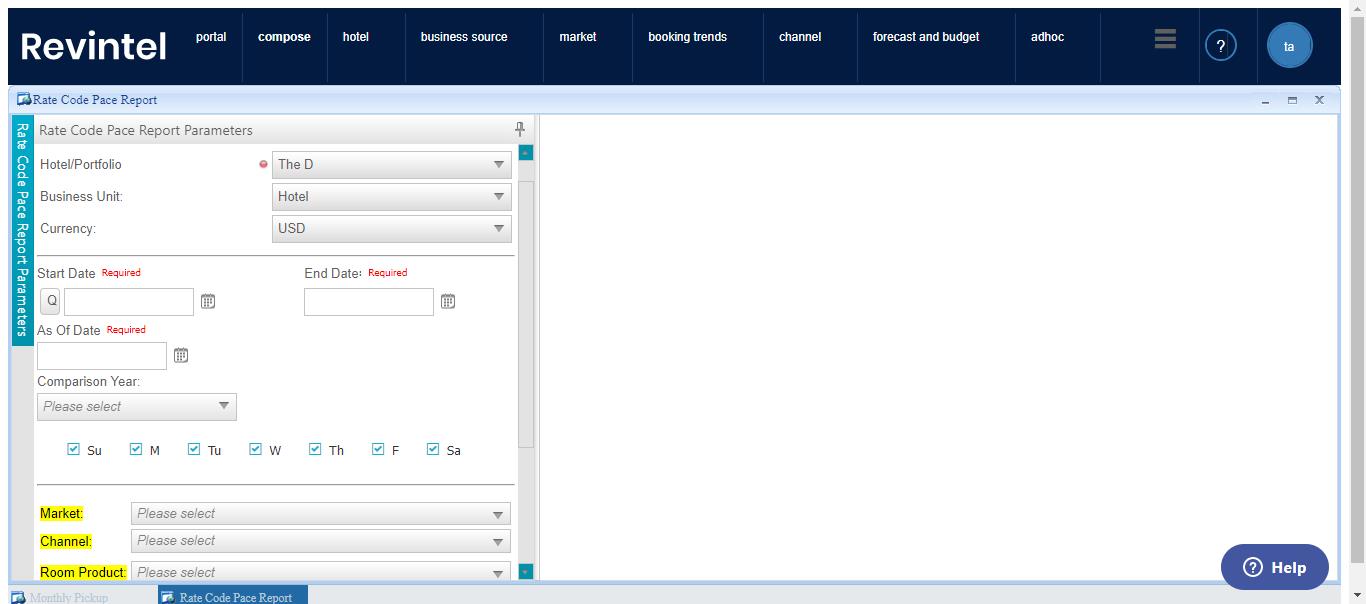 Revintel portal compose hotel business source market booking trends channel forecast and budget adhoc ? ta
Rate Code Pace Report
Rate Code Pace Report Parameters
Rate Code Pace Report Parameters
Hotel/Portfolio The D
Business Unit: Hotel
Currency: USD
Start Date Required End Date: Required
Q
As Of Date Required
Comparison Year:
Please select
Su M Tu W Th F Sa
Market: Please select
Channel: Please select
Room Product: Please select
? Help
Monthly Pickup Rate Code Pace Report